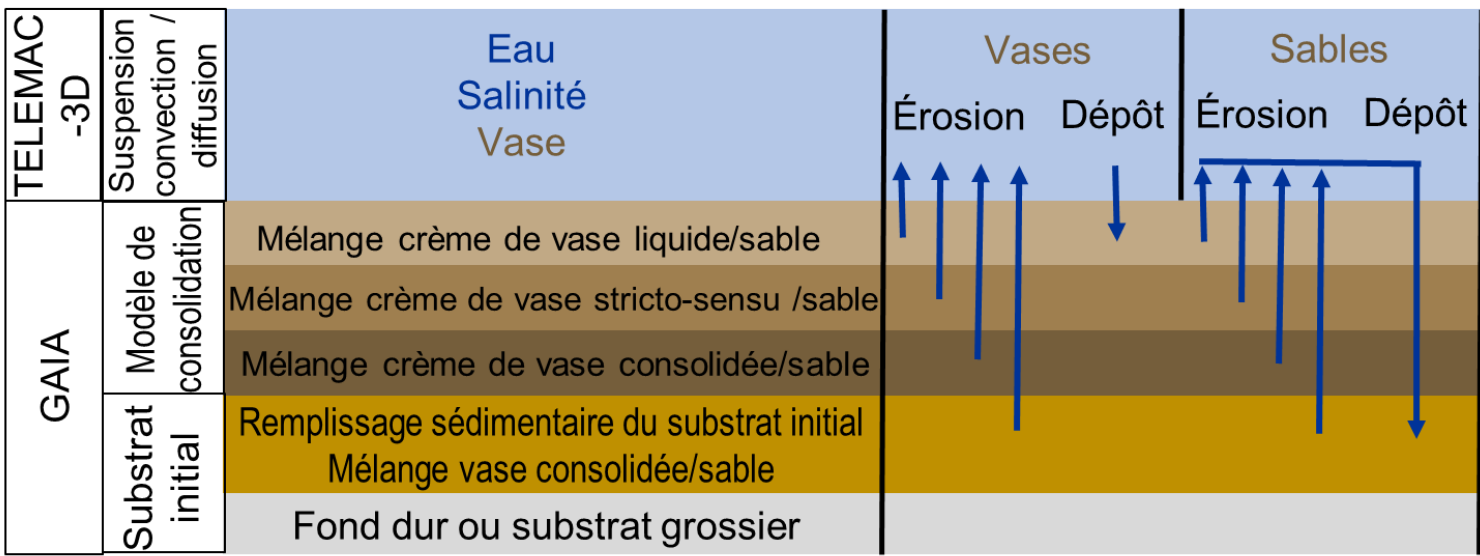 TELEMAC
-3D
Suspension
convection /
diffusion
Eau
Salinité
Vase
Vases
Sables
Érosion
Dépôt
Érosion
Dépôt
GAIA
Modèle de
consolidation
Mélange crème de vase liquide/sable
Mélange crème de vase stricto-sensu /sable
Mélange crème de vase consolidée/sable
Substrat
initial
Remplissage sédimentaire du substrat initial
Mélange vase consolidée/sable
Fond dur ou substrat grossier